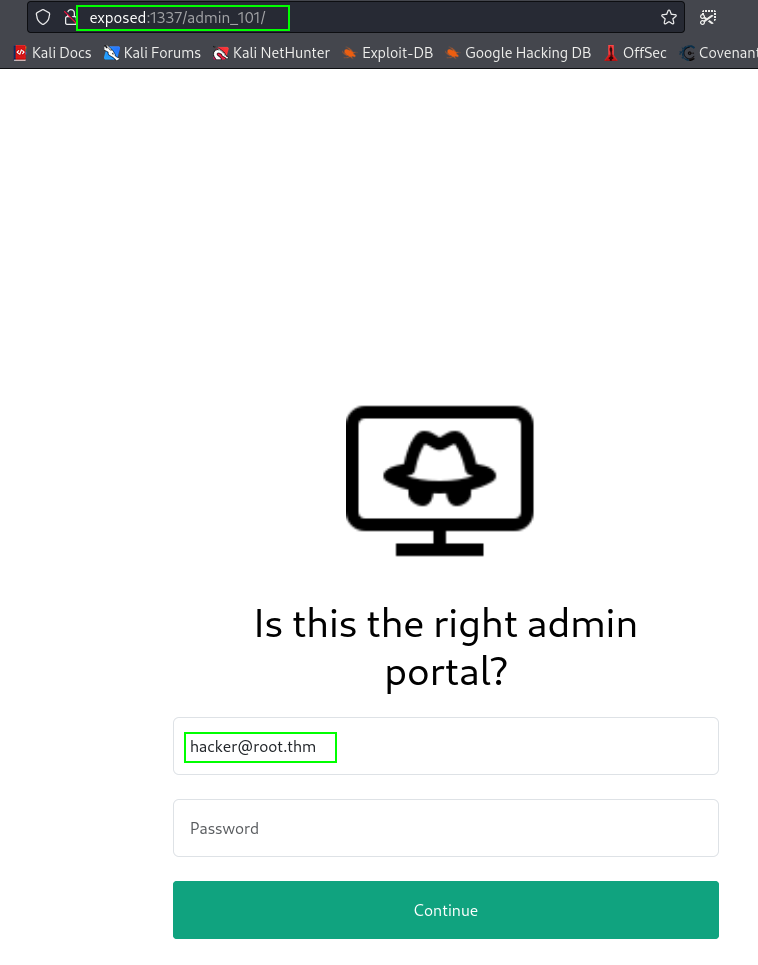 exposed:1337/admin_101/
Kali Docs Kali Forums Kali NetHunter Exploit-DB Google Hacking DB OffSec Covenant
Is this the right admin
portal?
hacker@root.thm
Password
Continue